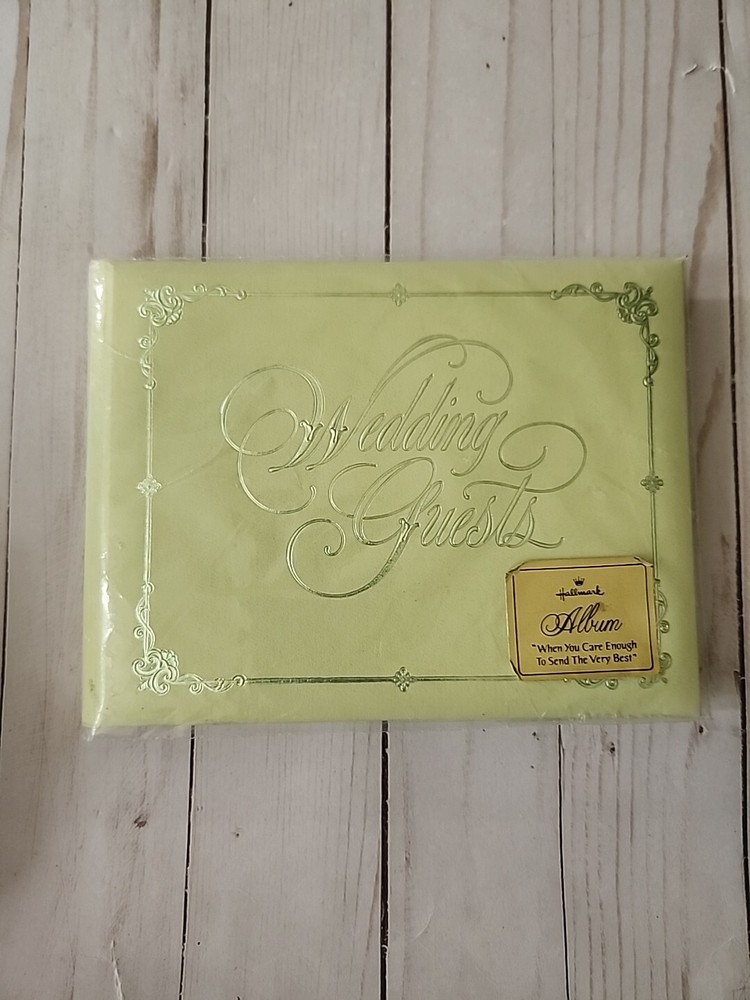 Wedding
Guests
Hallmark
Album
"When You Care Enough
To Send The Very Best"